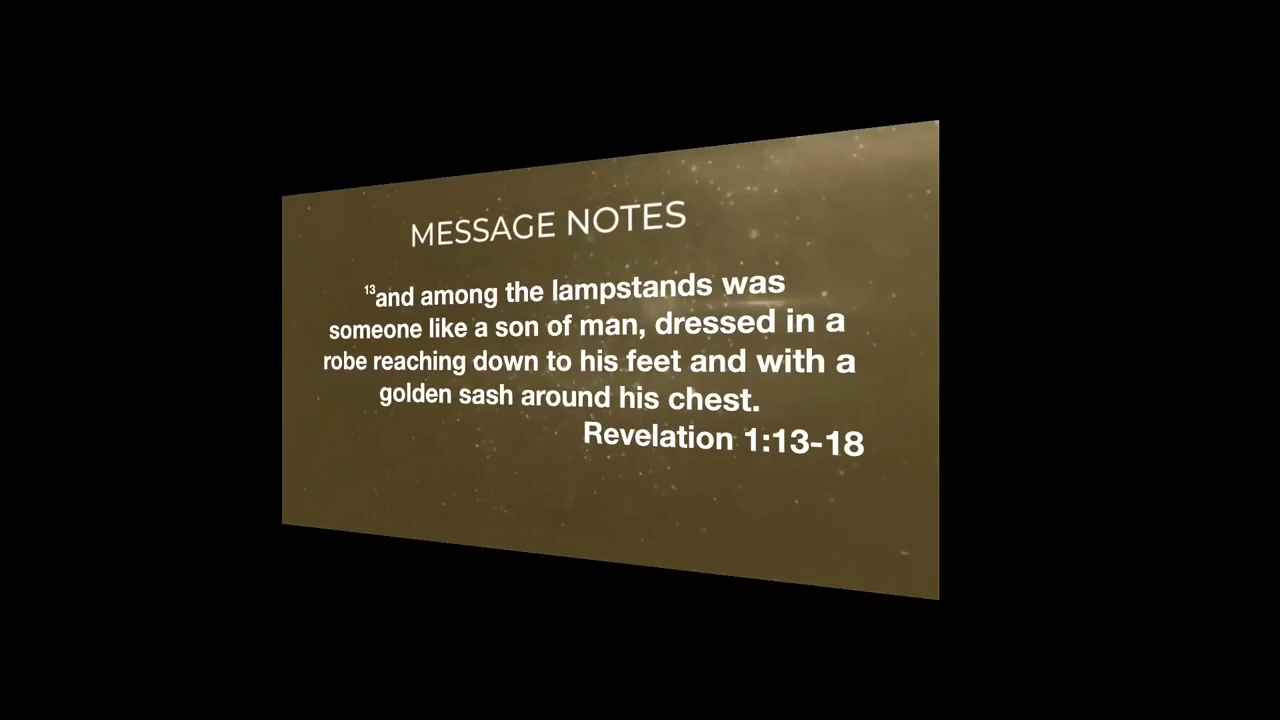 MESSAGE NOTES
13and among the lampstands was
someone like a son of man, dressed in a
robe reaching down to his feet and with a
golden sash around his chest.
Revelation 1:13-18